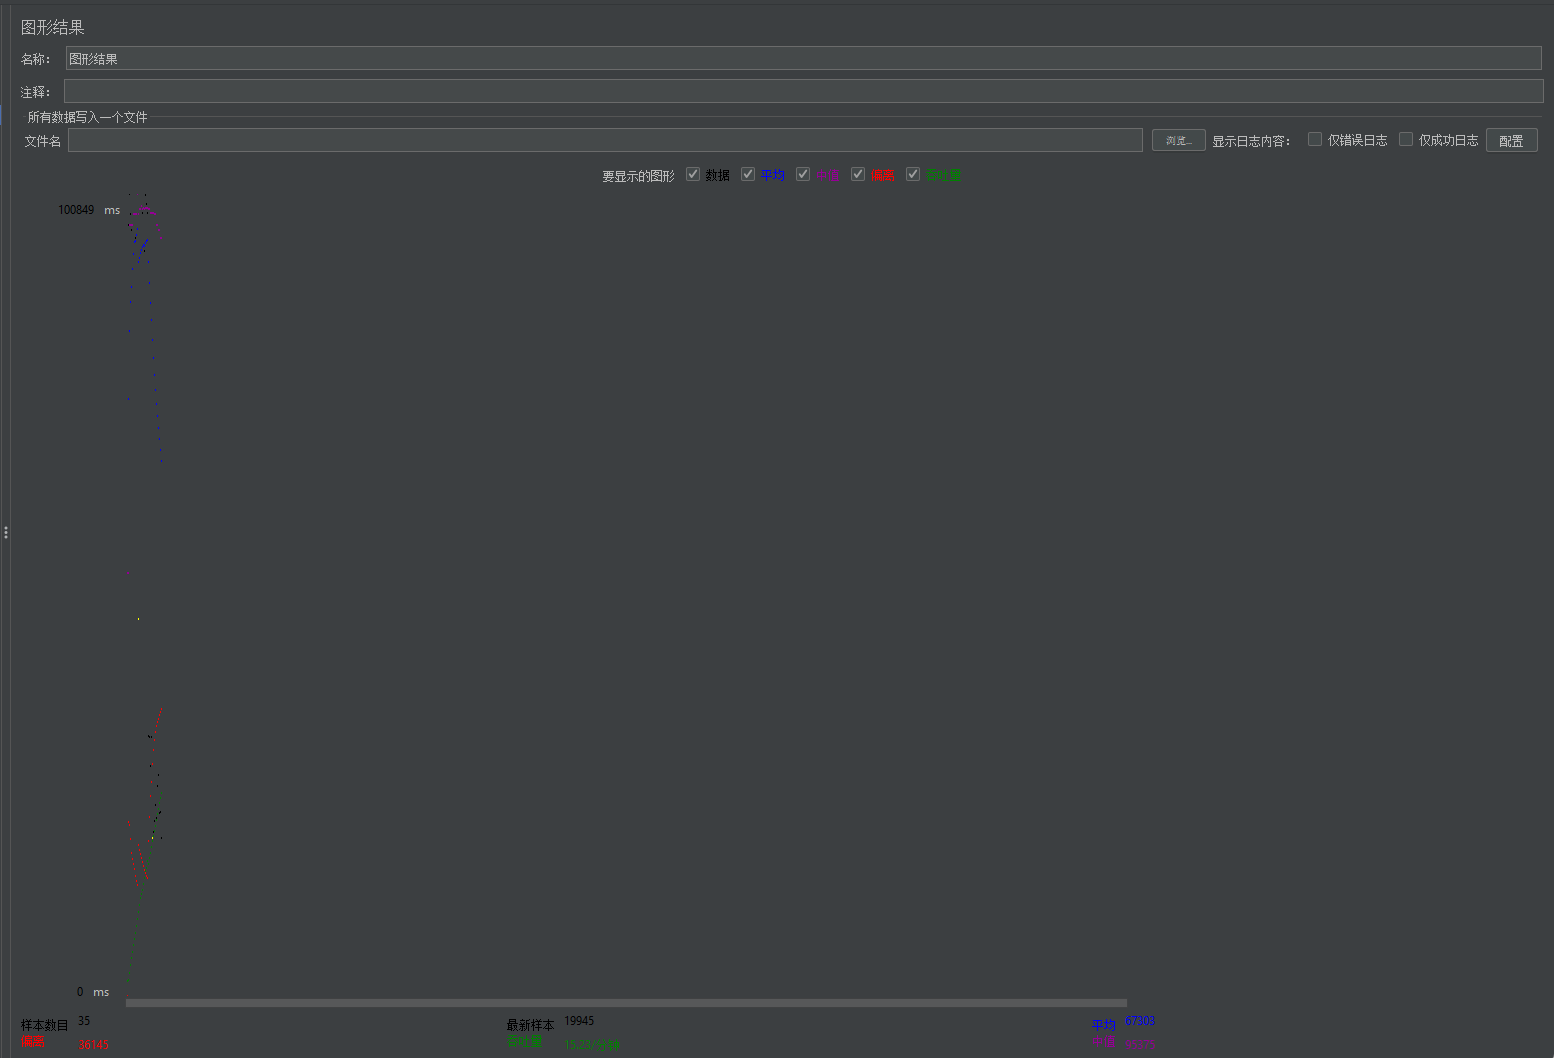 图形结果
名称： 图形结果
注释：
所有数据写入一个文件
文件名 浏览... 显示日志内容： 仅错误日志 仅成功日志 配置
要显示的图形 数据 平均 中值 偏离 吞吐量
100849 ms
0 ms
样本数目 35 最新样本 19945 平均 67303
偏离 36145 吞吐量 15.23/分钟 中值